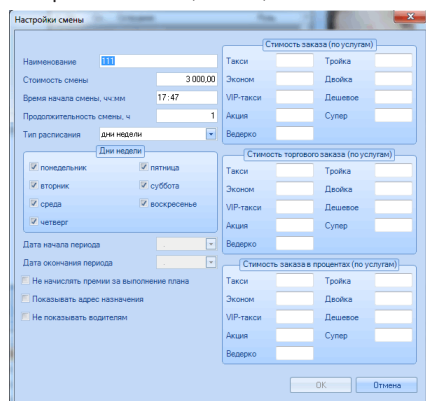 Настройки смены
Наименование 111
Стоимость смены 3 000,00
Время начала смены, чч:мм 17:47
Продолжительность смены, ч 1
Тип расписания дни недели
Дни недели
понедельник пятница
вторник суббота
среда воскресенье
четверг
Дата начала периода
Дата окончания периода
Не начислять премии за выполнение плана
Показывать адрес назначения
Не показывать водителям
Стимость заказа (по услугам)
Такси Тройка
Эконом Двойка
VIP-такси Дешевое
Акция Супер
Ведерко
Стимость торгового заказа (по услугам)
Такси Тройка
Эконом Двойка
VIP-такси Дешевое
Акция Супер
Ведерко
Стимость заказа в процентах (по услугам)
Такси Тройка
Эконом Двойка
VIP-такси Дешевое
Акция Супер
Ведерко
OK Отмена